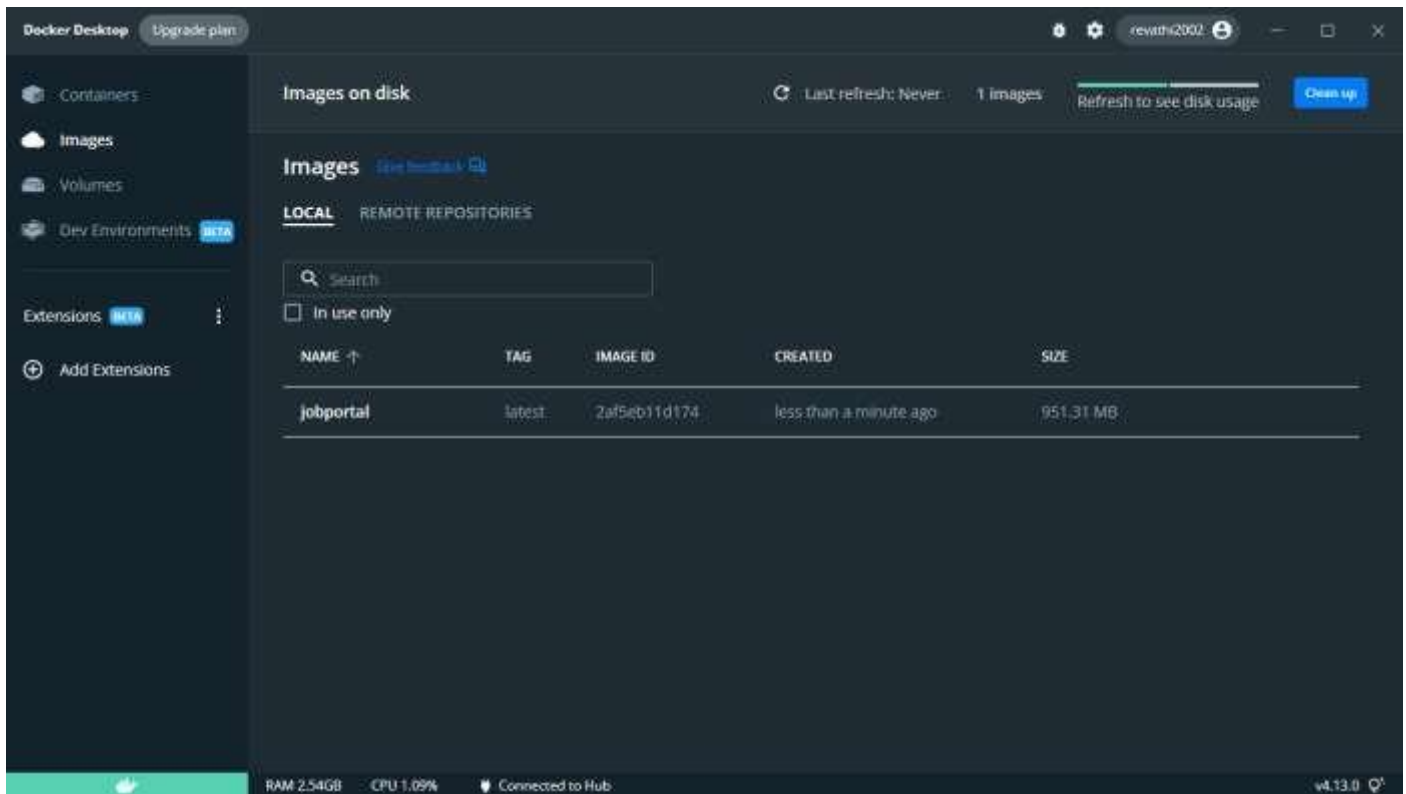 Docker Desktop Upgrade plan revathi2002
Containers
Images
Volumes
Dev Environments BETA
Extensions BETA
Add Extensions
Images on disk Last refresh: Never 1 images Refresh to see disk usage Clean up
Images Give feedback
LOCAL REMOTE REPOSITORIES
Search
In use only
NAME TAG IMAGE ID CREATED SIZE
jobportal latest 2af5eb11d174 less than a minute ago 951.31 MB
RAM 2.54GB CPU 1.09% Connected to Hub v4.13.0